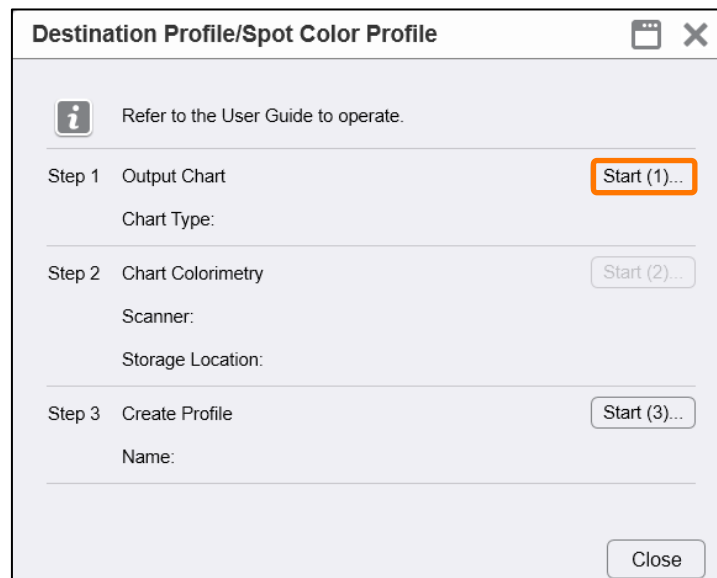 Destination Profile/Spot Color Profile
Refer to the User Guide to operate.
Step 1 Output Chart Start (1)...
Chart Type:
Step 2 Chart Colorimetry Start (2)...
Scanner:
Storage Location:
Step 3 Create Profile Start (3)...
Name:
Close